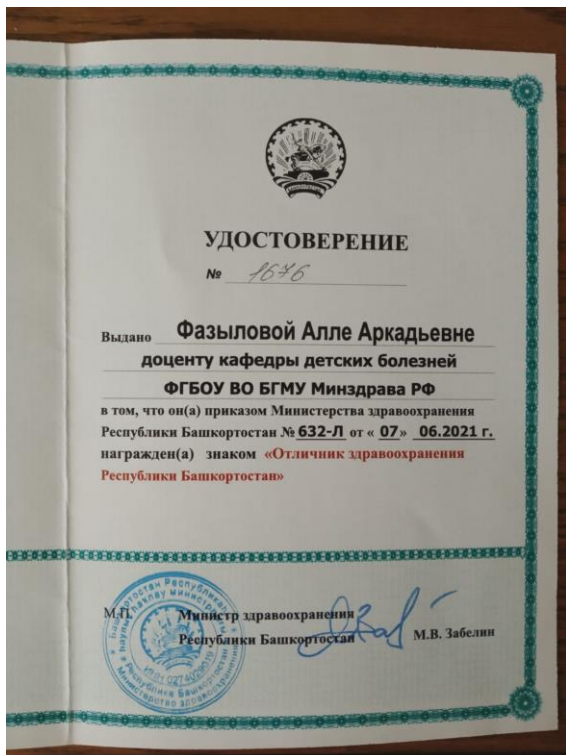 УДОСТОВЕРЕНИЕ
№ 1676
Выдано Фазыловой Алле Аркадьевне
доценту кафедры детских болезней
ФГБОУ ВО БГМУ Минздрава РФ
в том, что он(а) приказом Министерства здравоохранения
Республики Башкортостан № 632-Л от « 07 » 06.2021 г.
награжден(а) знаком «Отличник здравоохранения
Республики Башкортостан»
М.П. Министр здравоохранения
Республики Башкортостан М.В. Забелин